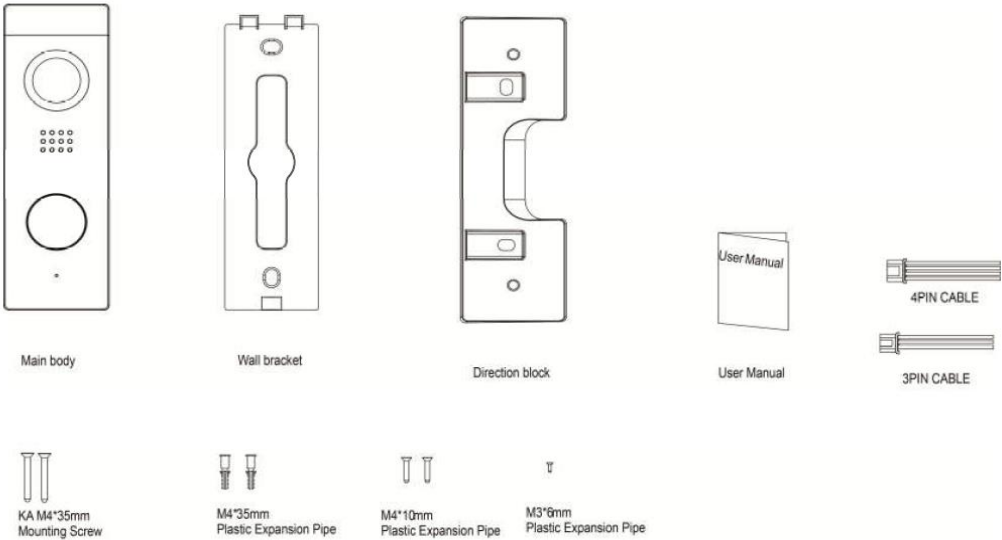 User Manual
4PIN CABLE
Main body
Wall bracket
Direction block
User Manual
3PIN CABLE
KA M4*35mm
Mounting Screw
M4*35mm
Plastic Expansion Pipe
M4*10mm
Plastic Expansion Pipe
M3*6mm
Plastic Expansion Pipe